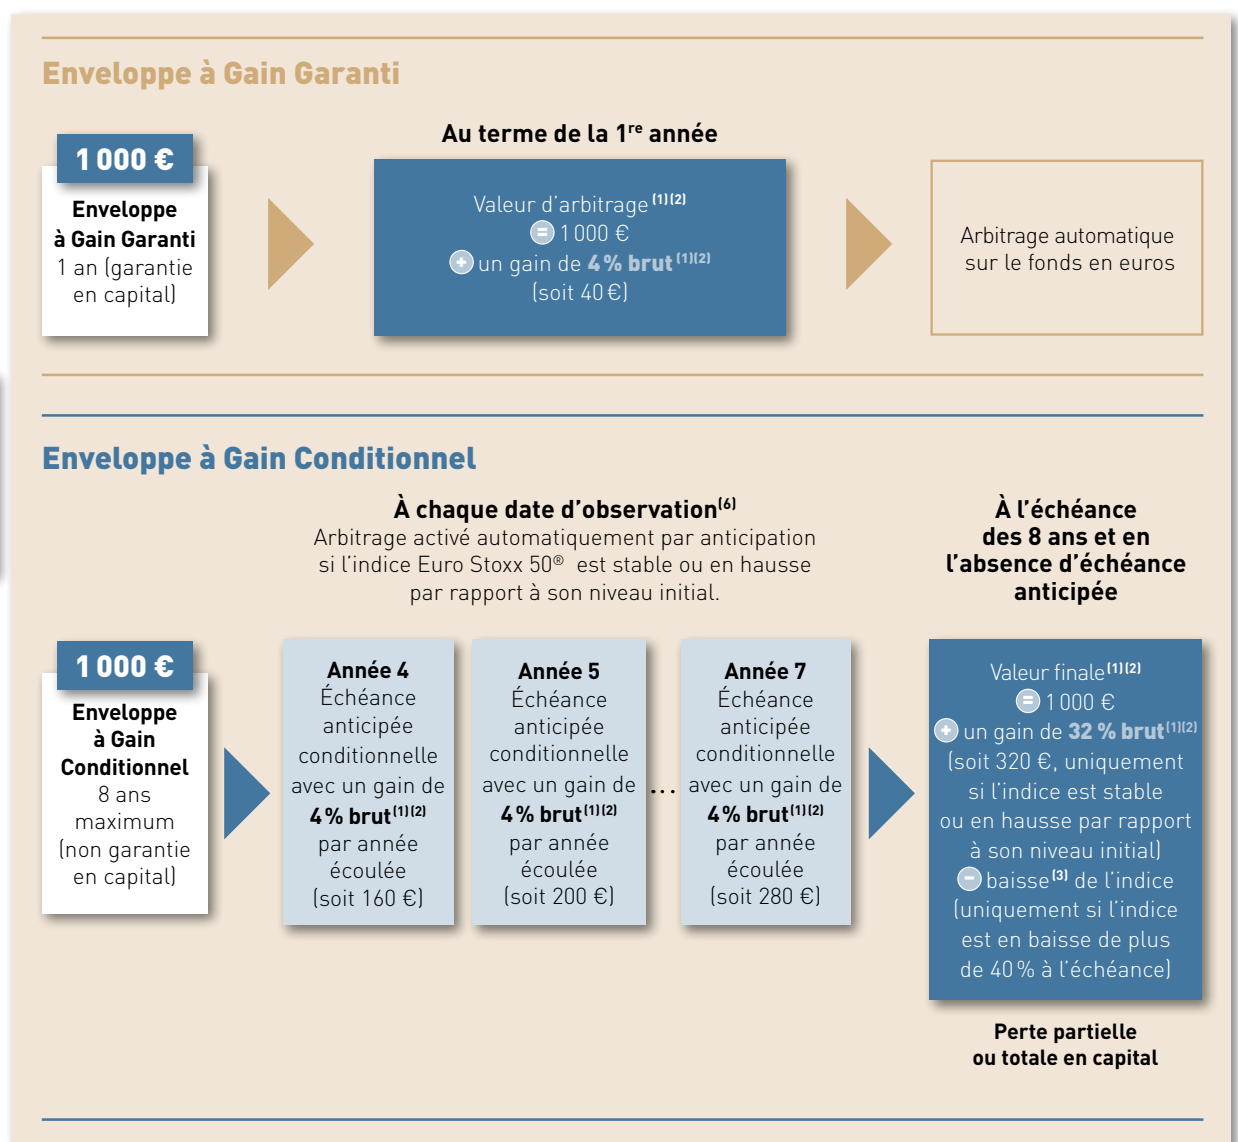 Enveloppe à Gain Garanti
1 000 €
Enveloppe
à Gain Garanti
1 an (garantie
en capital)
Au terme de la 1re année
Valeur d'arbitrage(1)(2)
= 1 000 €
+ un gain de 4 % brut(1)(2)
(soit 40 €)
Arbitrage automatique
sur le fonds en euros
Enveloppe à Gain Conditionnel
À chaque date d'observation(6)
Arbitrage activé automatiquement par anticipation
si l'indice Euro Stoxx 50® est stable ou en hausse
par rapport à son niveau initial.
À l'échéance
des 8 ans et en
l'absence d'échéance
anticipée
1 000 €
Enveloppe
à Gain
Conditionnel
8 ans
maximum
(non garantie
en capital)
Année 4
Échéance
anticipée
conditionnelle
avec un gain de
4 % brut(1)(2)
par année
écoulée
(soit 160 €)
Année 5
Échéance
anticipée
conditionnelle
avec un gain de
4 % brut(1)(2)
par année
écoulée
(soit 200 €)
...
Année 7
Échéance
anticipée
conditionnelle
avec un gain de
4 % brut(1)(2)
par année
écoulée
(soit 280 €)
Valeur finale(1)(2)
= 1 000 €
+ un gain de 32 % brut(1)(2)
(soit 320 €, uniquement
si l'indice est stable
ou en hausse par rapport
à son niveau initial)
- baisse(3) de l'indice
(uniquement si l'indice
est en baisse de plus
de 40 % à l'échéance)
Perte partielle
ou totale en capital